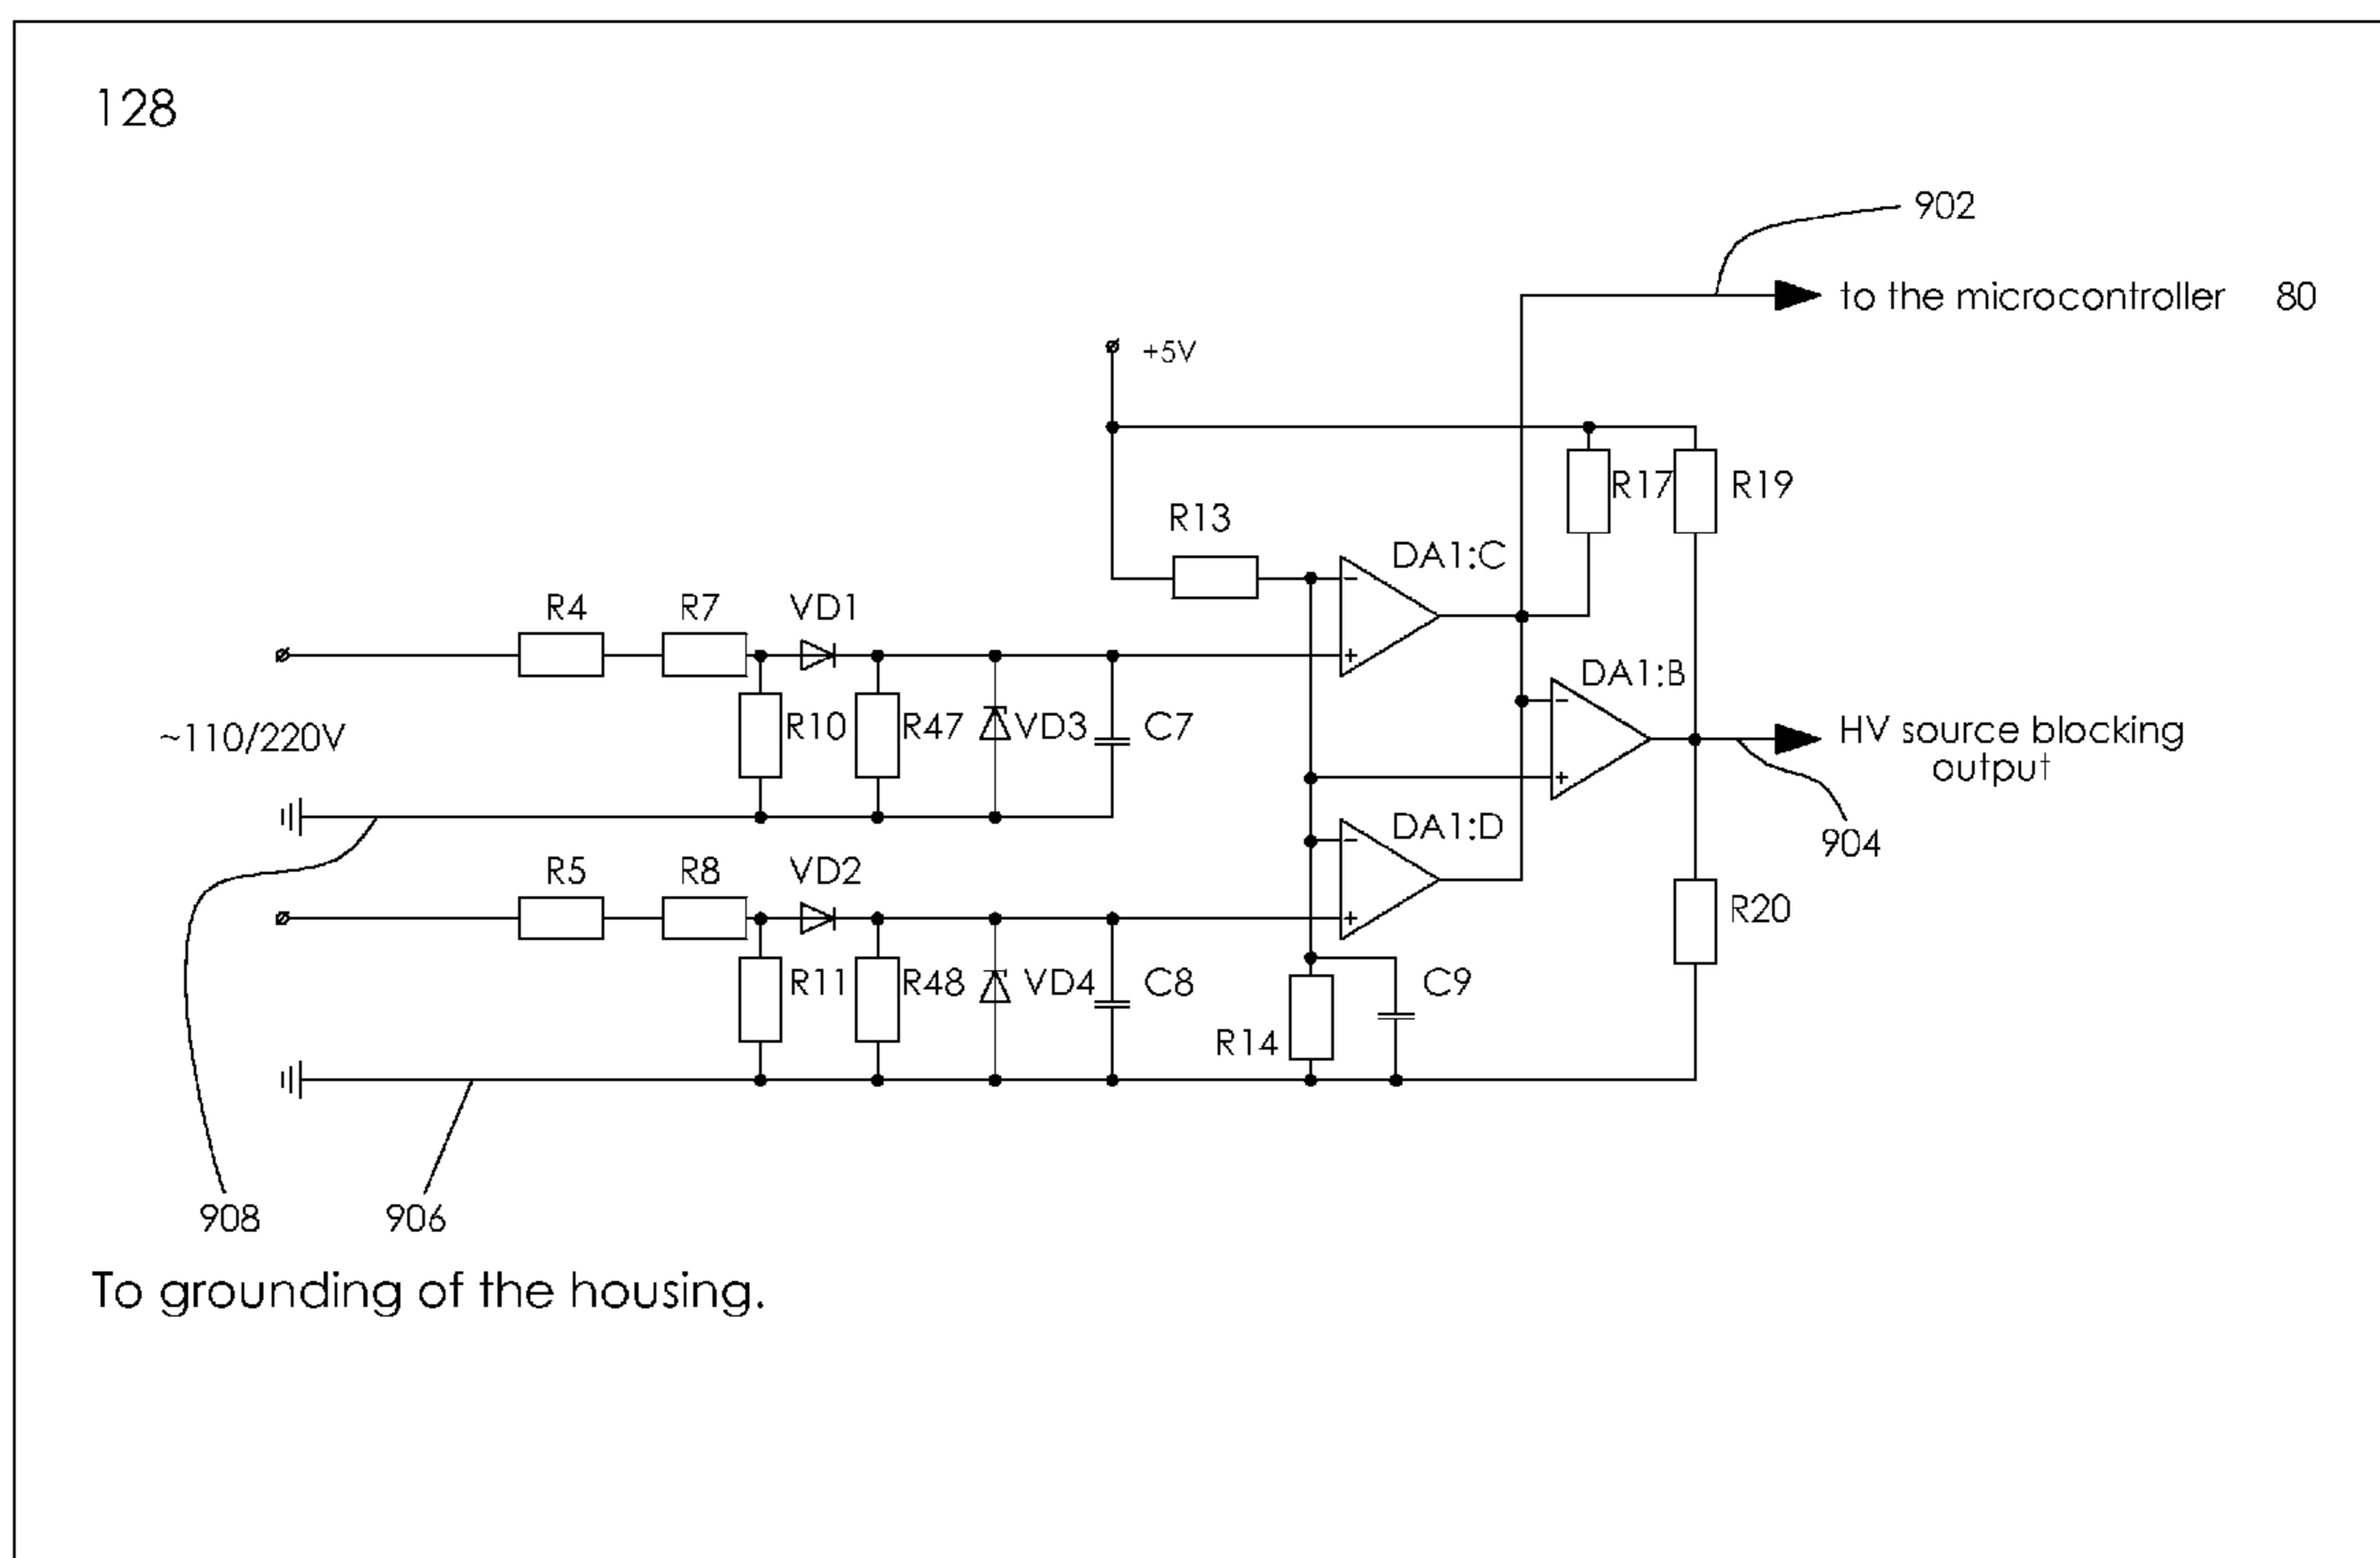 128
902
to the microcontroller 80
+5V
R17
R19
R13
DA1:C
R4
R7
VD1
DA1:B
~110/220V
R10
R47
VD3
C7
HV source blocking
output
904
DA1:D
R5
R8
VD2
R20
R11
R48
VD4
C8
C9
R14
908
906
To grounding of the housing.
- + - + - +